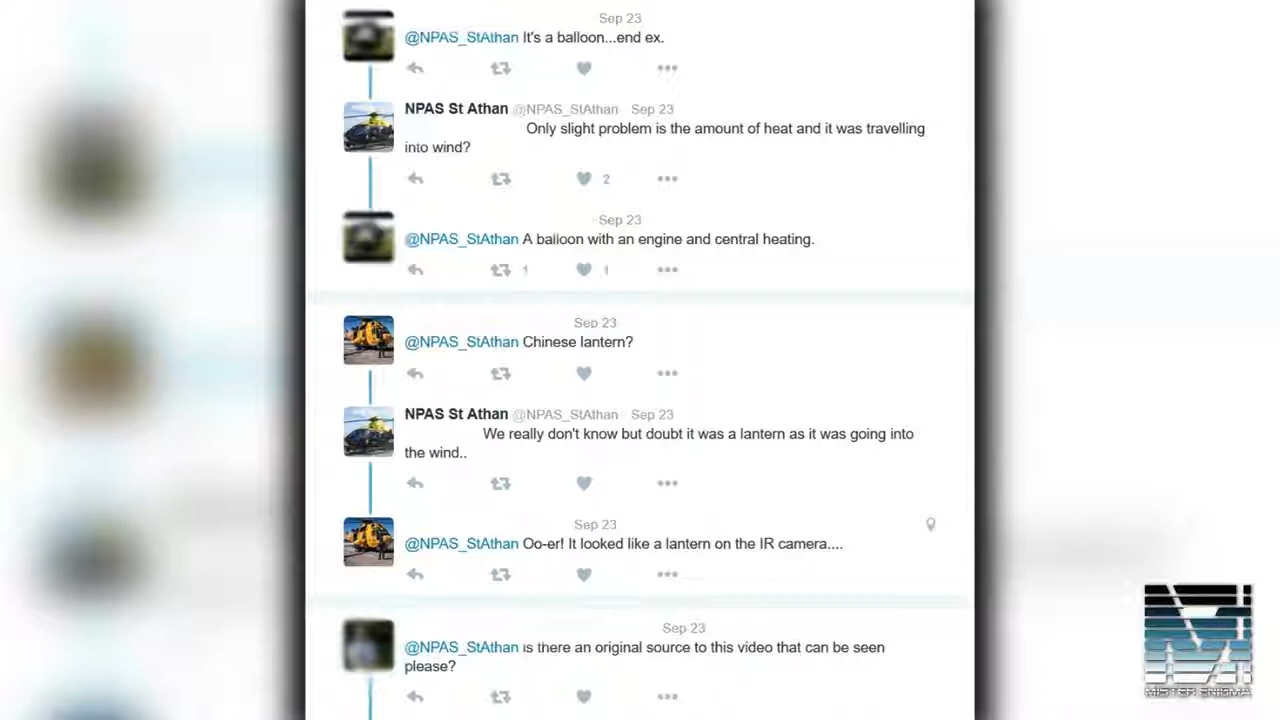 Sep 23
@NPAS_StAthan It's a balloon...end ex.
NPAS St Athan @NPAS_StAthan Sep 23
Only slight problem is the amount of heat and it was travelling
into wind?
2
Sep 23
@NPAS_StAthan A balloon with an engine and central heating.
1 1
Sep 23
@NPAS_StAthan Chinese lantern?
NPAS St Athan @NPAS_StAthan Sep 23
We really don't know but doubt it was a lantern as it was going into
the wind..
Sep 23
@NPAS_StAthan Oo-er! It looked like a lantern on the IR camera....
Sep 23
@NPAS_StAthan is there an original source to this video that can be seen
please?
MISTER ENIGMA